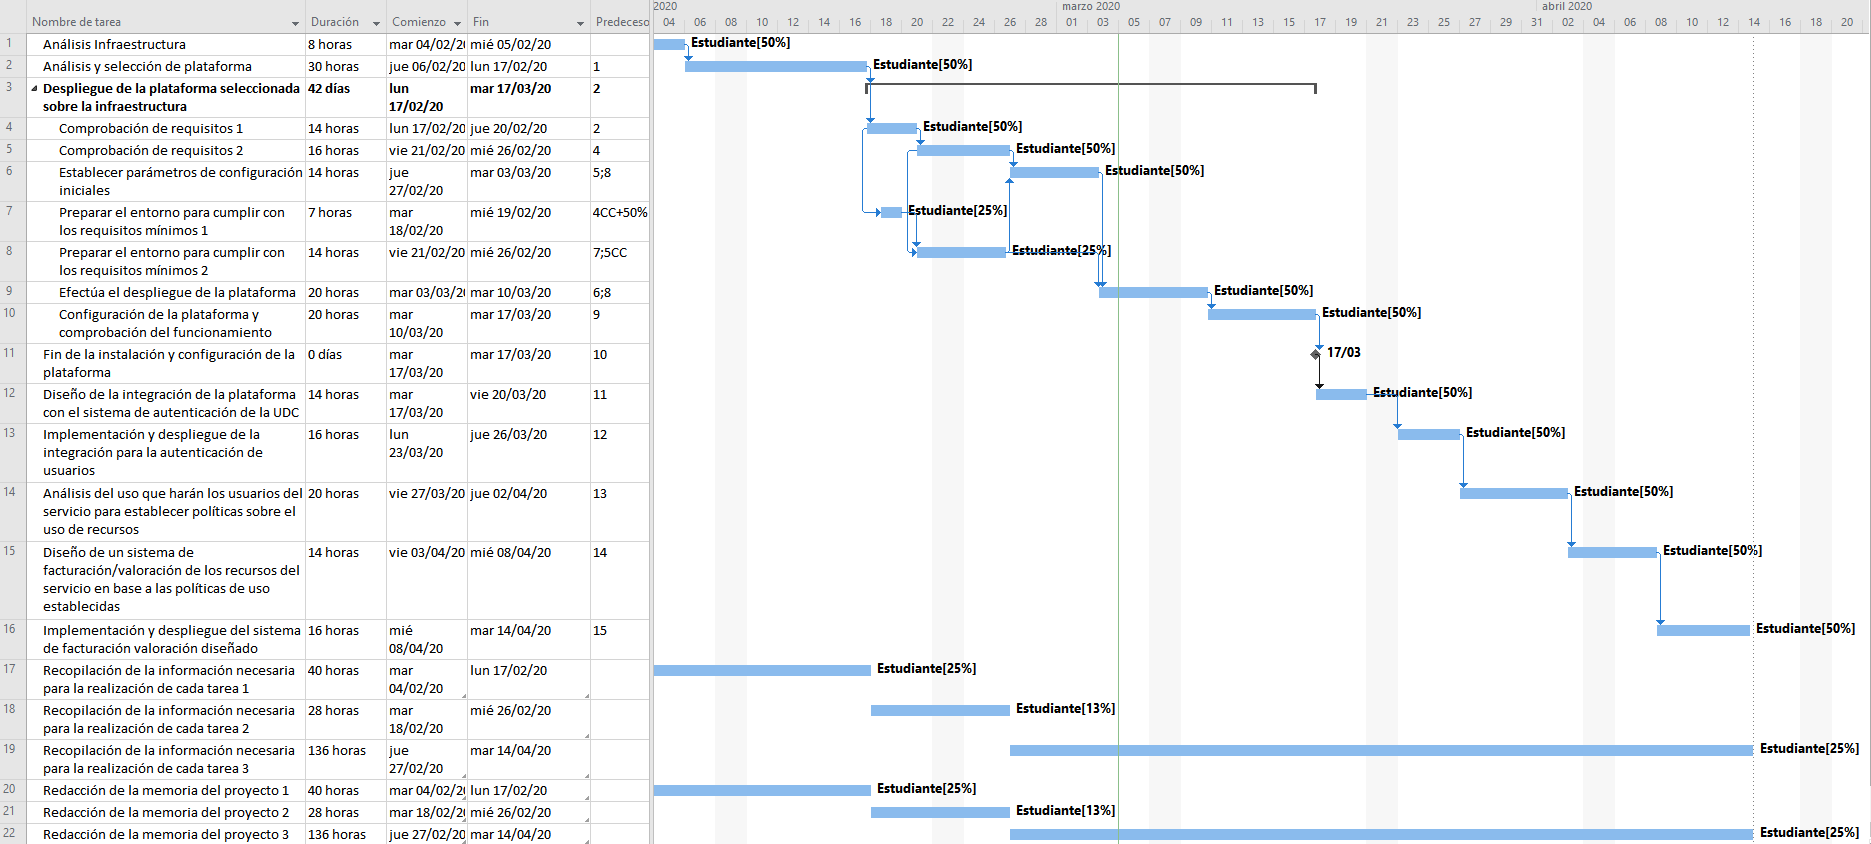 2020 marzo 2020 abril 2020
Nombre de tarea Duración Comienzo Fin Predeceso 04 06 08 10 12 14 16 18 20 22 24 26 28 01 03 05 07 09 11 13 15 17 19 21 23 25 27 29 31 02 04 06 08 10 12 14 16 18 20
1 Análisis Infraestructura 8 horas mar 04/02/20 mié 05/02/20 Estudiante[50%]
2 Análisis y selección de plataforma 30 horas jue 06/02/20 lun 17/02/20 1 Estudiante[50%]
3 Despliegue de la plataforma seleccionada 42 días lun mar 17/03/20 2
sobre la infraestructura 17/02/20
4 Comprobación de requisitos 1 14 horas lun 17/02/20 jue 20/02/20 2 Estudiante[50%]
5 Comprobación de requisitos 2 16 horas vie 21/02/20 mié 26/02/20 4 Estudiante[50%]
6 Establecer parámetros de configuración 14 horas jue mar 03/03/20 5;8 Estudiante[50%]
iniciales 27/02/20
7 Preparar el entorno para cumplir con 7 horas mar mié 19/02/20 4CC+50% Estudiante[25%]
los requisitos mínimos 1 18/02/20
8 Preparar el entorno para cumplir con 14 horas vie 21/02/20 mié 26/02/20 7;5CC Estudiante[25%]
los requisitos mínimos 2
9 Efectúa el despliegue de la plataforma 20 horas mar 03/03/20 mar 10/03/20 6;8 Estudiante[50%]
10 Configuración de la plataforma y 20 horas mar mar 17/03/20 9 Estudiante[50%]
comprobación del funcionamiento 10/03/20
11 Fin de la instalación y configuración de la 0 días mar mar 17/03/20 10 17/03
plataforma 17/03/20
12 Diseño de la integración de la plataforma 14 horas mar vie 20/03/20 11 Estudiante[50%]
con el sistema de autenticación de la UDC 17/03/20
13 Implementación y despliegue de la 16 horas lun jue 26/03/20 12 Estudiante[50%]
integración para la autenticación de 23/03/20
usuarios
14 Análisis del uso que harán los usuarios del 20 horas vie 27/03/20 jue 02/04/20 13 Estudiante[50%]
servicio para establecer políticas sobre el
uso de recursos
15 Diseño de un sistema de 14 horas vie 03/04/20 mié 08/04/20 14 Estudiante[50%]
facturación/valoración de los recursos del
servicio en base a las políticas de uso
establecidas
16 Implementación y despliegue del sistema 16 horas mié mar 14/04/20 15 Estudiante[50%]
de facturación valoración diseñado 08/04/20
17 Recopilación de la información necesaria 40 horas mar lun 17/02/20 Estudiante[25%]
para la realización de cada tarea 1 04/02/20
18 Recopilación de la información necesaria 28 horas mar mié 26/02/20 Estudiante[13%]
para la realización de cada tarea 2 18/02/20
19 Recopilación de la información necesaria 136 horas jue mar 14/04/20 Estudiante[25%]
para la realización de cada tarea 3 27/02/20
20 Redacción de la memoria del proyecto 1 40 horas mar 04/02/20 lun 17/02/20 Estudiante[25%]
21 Redacción de la memoria del proyecto 2 28 horas mar 18/02/20 mié 26/02/20 Estudiante[13%]
22 Redacción de la memoria del proyecto 3 136 horas jue 27/02/20 mar 14/04/20 Estudiante[25%]